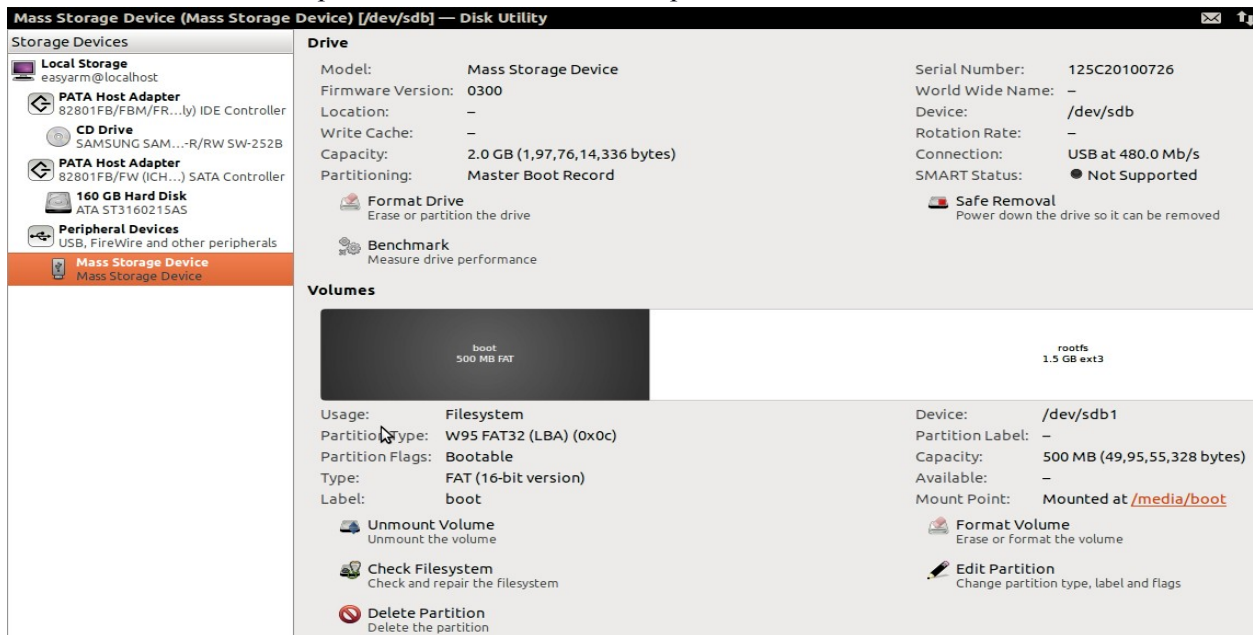 Mass Storage Device (Mass Storage Device) [/dev/sdb] — Disk Utility
Storage Devices
Local Storage
easyarm@localhost
PATA Host Adapter
82801FB/FBM/FR...ly) IDE Controller
CD Drive
SAMSUNG SAM...-R/RW SW-252B
PATA Host Adapter
82801FB/FW (ICH...) SATA Controller
160 GB Hard Disk
ATA ST3160215AS
Peripheral Devices
USB, FireWire and other peripherals
Mass Storage Device
Mass Storage Device
Drive
Model: Mass Storage Device
Firmware Version: 0300
Location: –
Write Cache: –
Capacity: 2.0 GB (1,97,76,14,336 bytes)
Partitioning: Master Boot Record
Serial Number: 125C20100726
World Wide Name: –
Device: /dev/sdb
Rotation Rate: –
Connection: USB at 480.0 Mb/s
SMART Status: Not Supported
Format Drive
Erase or partition the drive
Safe Removal
Power down the drive so it can be removed
Benchmark
Measure drive performance
Volumes
boot
500 MB FAT
rootfs
1.5 GB ext3
Usage: Filesystem
Partition Type: W95 FAT32 (LBA) (0x0c)
Partition Flags: Bootable
Type: FAT (16-bit version)
Label: boot
Device: /dev/sdb1
Partition Label: –
Capacity: 500 MB (49,95,55,328 bytes)
Available: –
Mount Point: Mounted at /media/boot
Unmount Volume
Unmount the volume
Format Volume
Erase or format the volume
Check Filesystem
Check and repair the filesystem
Edit Partition
Change partition type, label and flags
Delete Partition
Delete the partition